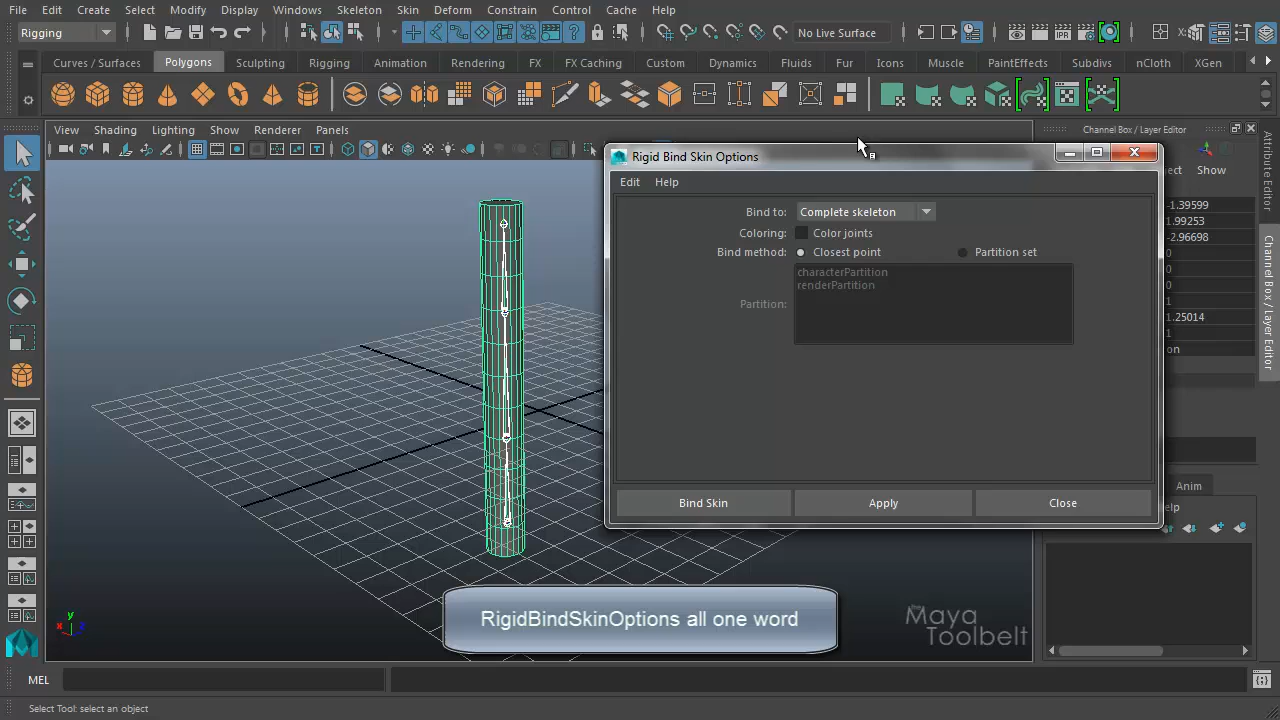 File Edit Create Select Modify Display Windows Skeleton Skin Deform Constrain Control Cache Help
Rigging No Live Surface
Curves / Surfaces Polygons Sculpting Rigging Animation Rendering FX FX Caching Custom Dynamics Fluids Fur Icons Muscle PaintEffects Subdivs nCloth XGen
IPR
View Shading Lighting Show Renderer Panels
Channel Box / Layer Editor
Rigid Bind Skin Options
ect Show
Edit Help
Bind to: Complete skeleton
Coloring: Color joints
Bind method: Closest point Partition set
characterPartition
renderPartition
Partition:
-1.39599
1.99253
-2.96698
0
0
0
1
1.25014
1
on
Attribute Editor
Channel Box / Layer Editor
Bind Skin Apply Close
Anim
elp
RigidBindSkinOptions all one word
the
Maya
Toolbelt
y
x z
MEL
Select Tool: select an object